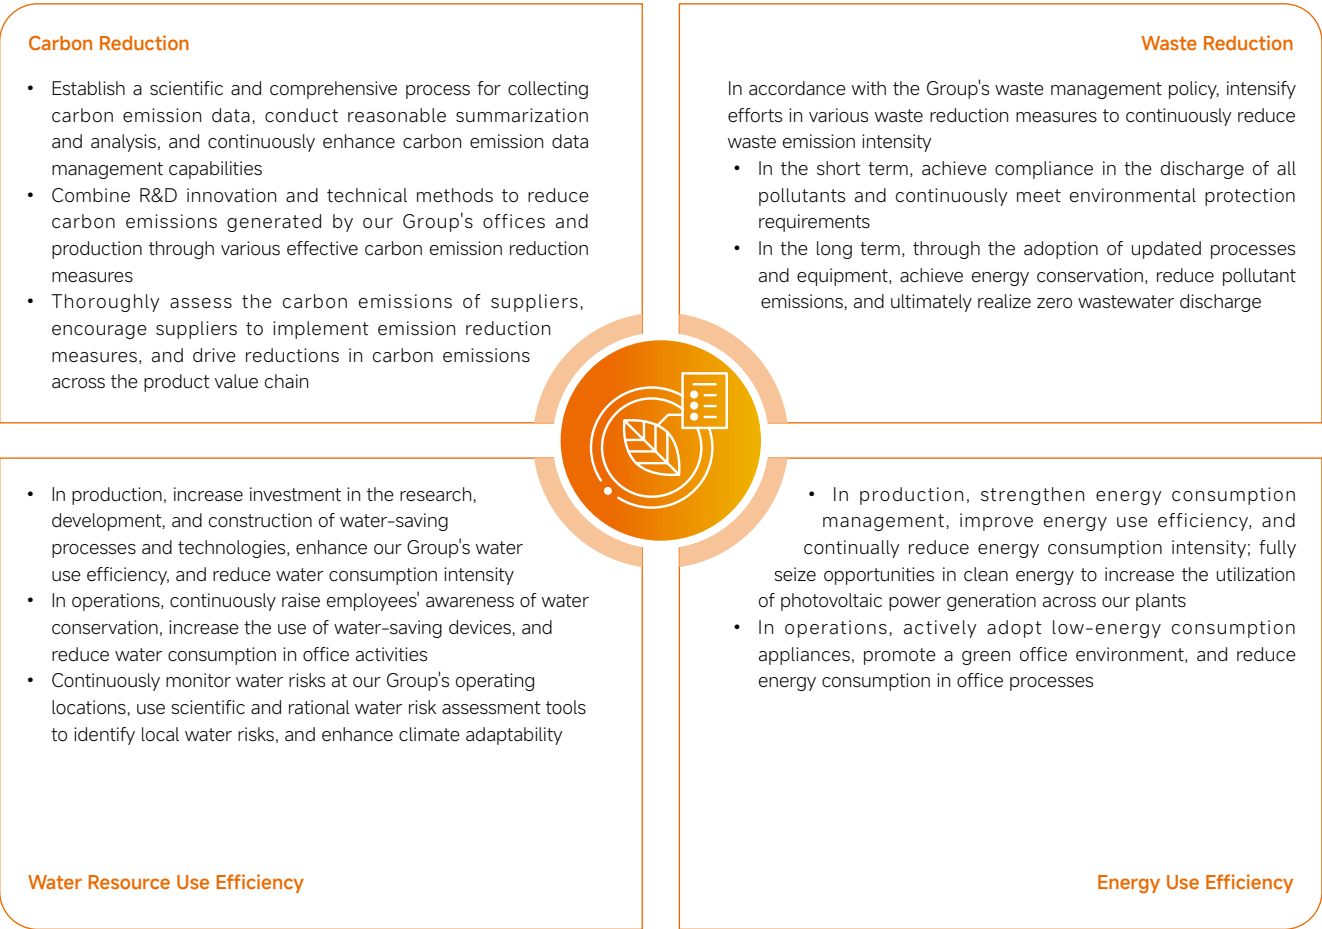 Carbon Reduction
• Establish a scientific and comprehensive process for collecting
carbon emission data, conduct reasonable summarization
and analysis, and continuously enhance carbon emission data
management capabilities
• Combine R&D innovation and technical methods to reduce
carbon emissions generated by our Group's offices and
production through various effective carbon emission reduction
measures
• Thoroughly assess the carbon emissions of suppliers,
encourage suppliers to implement emission reduction
measures, and drive reductions in carbon emissions
across the product value chain
Waste Reduction
In accordance with the Group's waste management policy, intensify
efforts in various waste reduction measures to continuously reduce
waste emission intensity
• In the short term, achieve compliance in the discharge of all
pollutants and continuously meet environmental protection
requirements
• In the long term, through the adoption of updated processes
and equipment, achieve energy conservation, reduce pollutant
emissions, and ultimately realize zero wastewater discharge
• In production, increase investment in the research,
development, and construction of water-saving
processes and technologies, enhance our Group's water
use efficiency, and reduce water consumption intensity
• In operations, continuously raise employees' awareness of water
conservation, increase the use of water-saving devices, and
reduce water consumption in office activities
• Continuously monitor water risks at our Group's operating
locations, use scientific and rational water risk assessment tools
to identify local water risks, and enhance climate adaptability
Water Resource Use Efficiency
• In production, strengthen energy consumption
management, improve energy use efficiency, and
continually reduce energy consumption intensity; fully
seize opportunities in clean energy to increase the utilization
of photovoltaic power generation across our plants
• In operations, actively adopt low-energy consumption
appliances, promote a green office environment, and reduce
energy consumption in office processes
Energy Use Efficiency